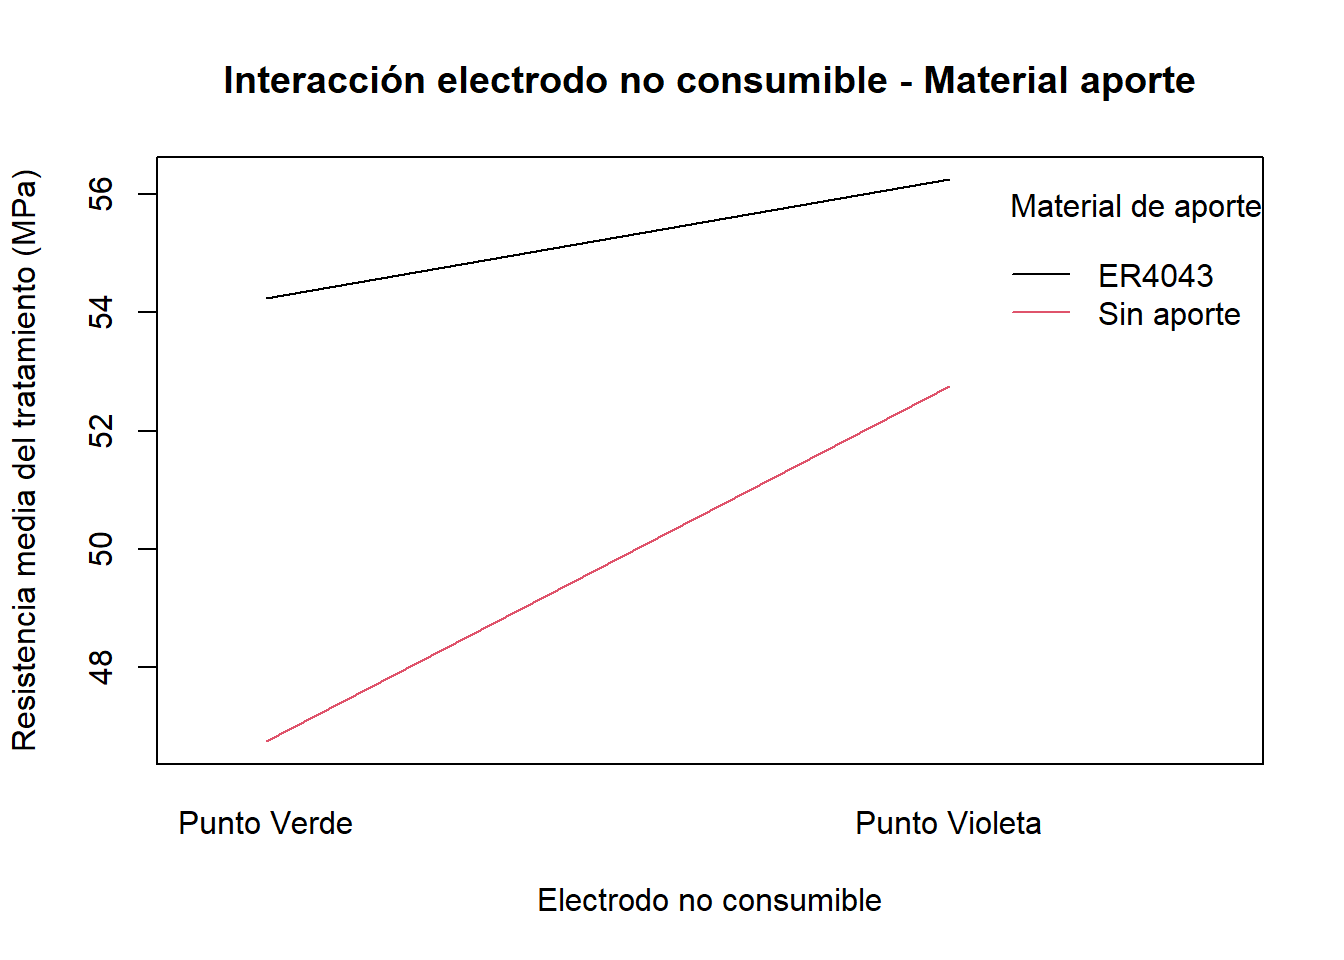 Interacción electrodo no consumible - Material aporte
Resistencia media del tratamiento (MPa)
56
54
52
50
48
Material de aporte
ER4043
Sin aporte
Punto Verde
Punto Violeta
Electrodo no consumible